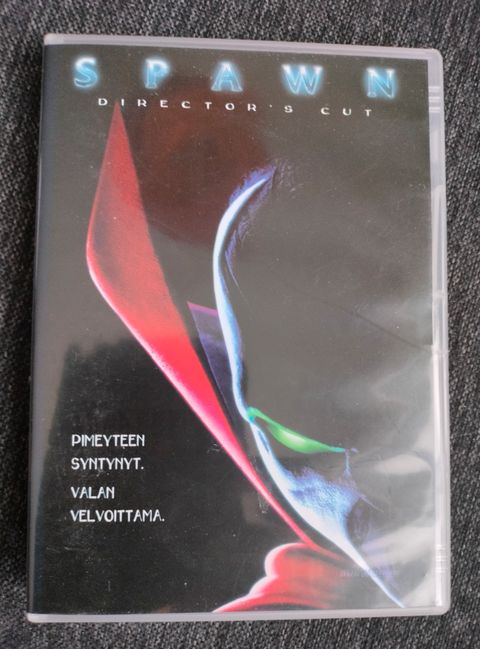 SPAWN
DIRECTOR'S CUT
PIMEYTEEN
SYNTYNYT.
VALAN
VELVOITTAMA.